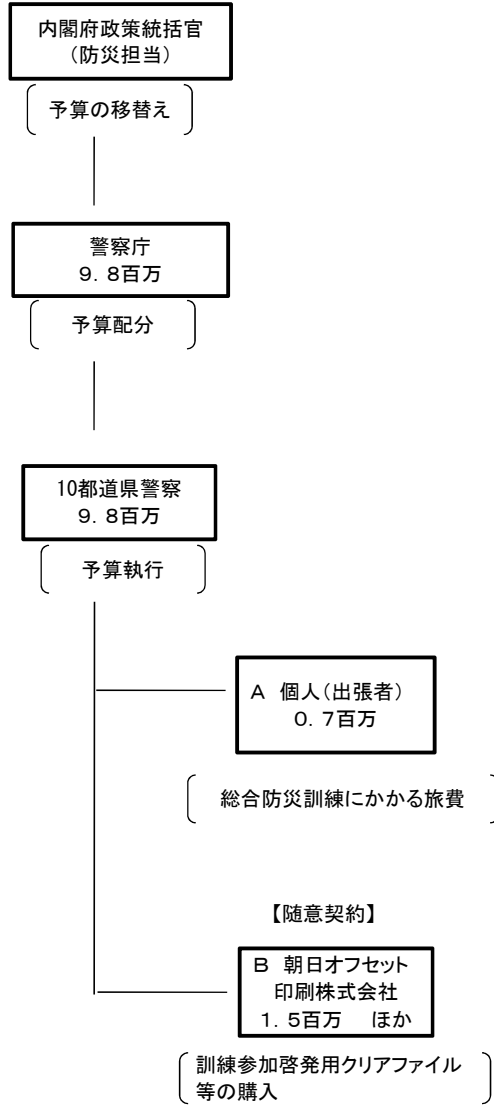 内閣府政策統括官
（防災担当）
予算の移替え
警察庁
９．８百万
予算配分
10都道県警察
９．８百万
予算執行
Ａ 個人（出張者）
０．７百万
総合防災訓練にかかる旅費
【随意契約】
Ｂ 朝日オフセット
印刷株式会社
１．５百万 ほか
訓練参加啓発用クリアファイル
等の購入